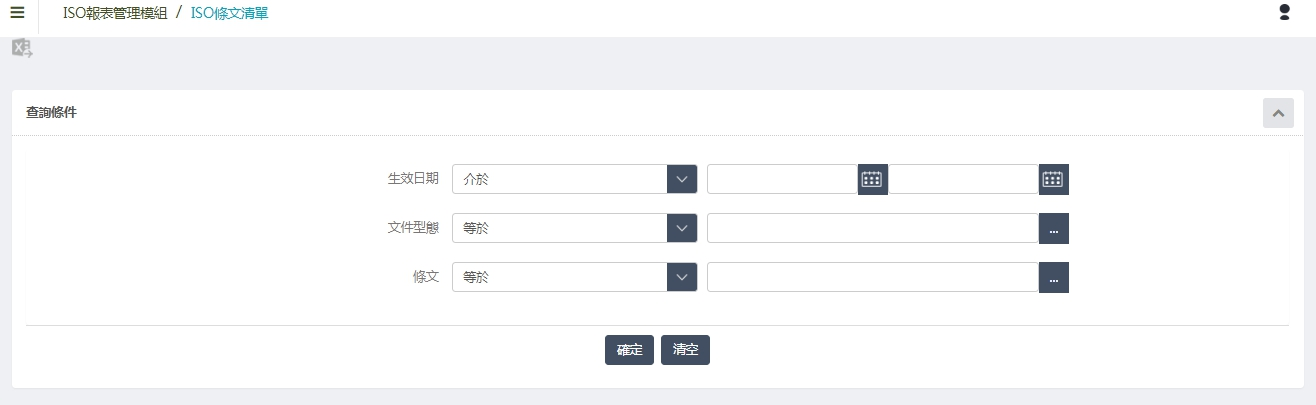 ISO報表管理模組 / ISO條文清單
查詢條件
生效日期 介於
文件型態 等於 ...
條文 等於 ...
確定 清空